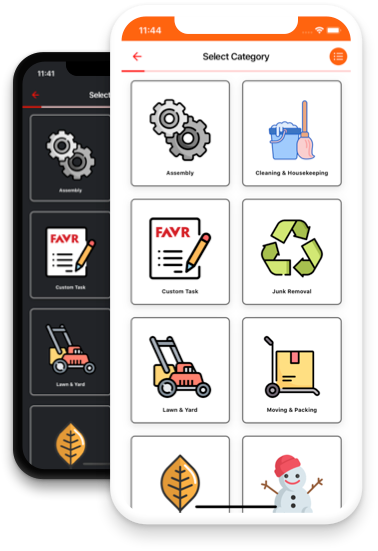 11:41
Select
Assembly
FAVR
Custom Task
Lawn & Yard
11:44
Select Category
Assembly
Cleaning & Housekeeping
FAVR
Custom Task
Junk Removal
Lawn & Yard
Moving & Packing